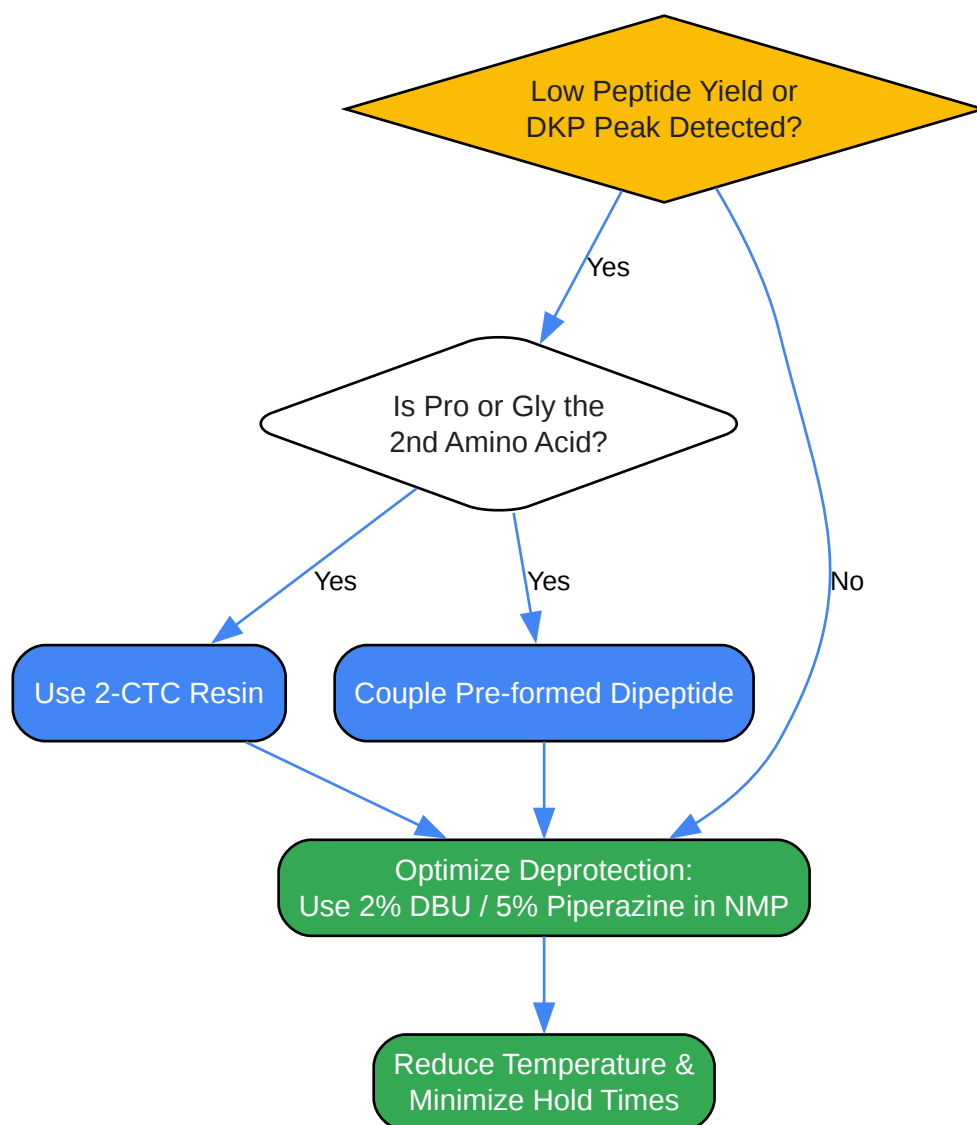 Low Peptide Yield or
DKP Peak Detected?
Yes
Is Pro or Gly the
2nd Amino Acid?
Yes
Yes
No
Use 2-CTC Resin
Couple Pre-formed Dipeptide
Optimize Deprotection:
Use 2% DBU / 5% Piperazine in NMP
Reduce Temperature &
Minimize Hold Times